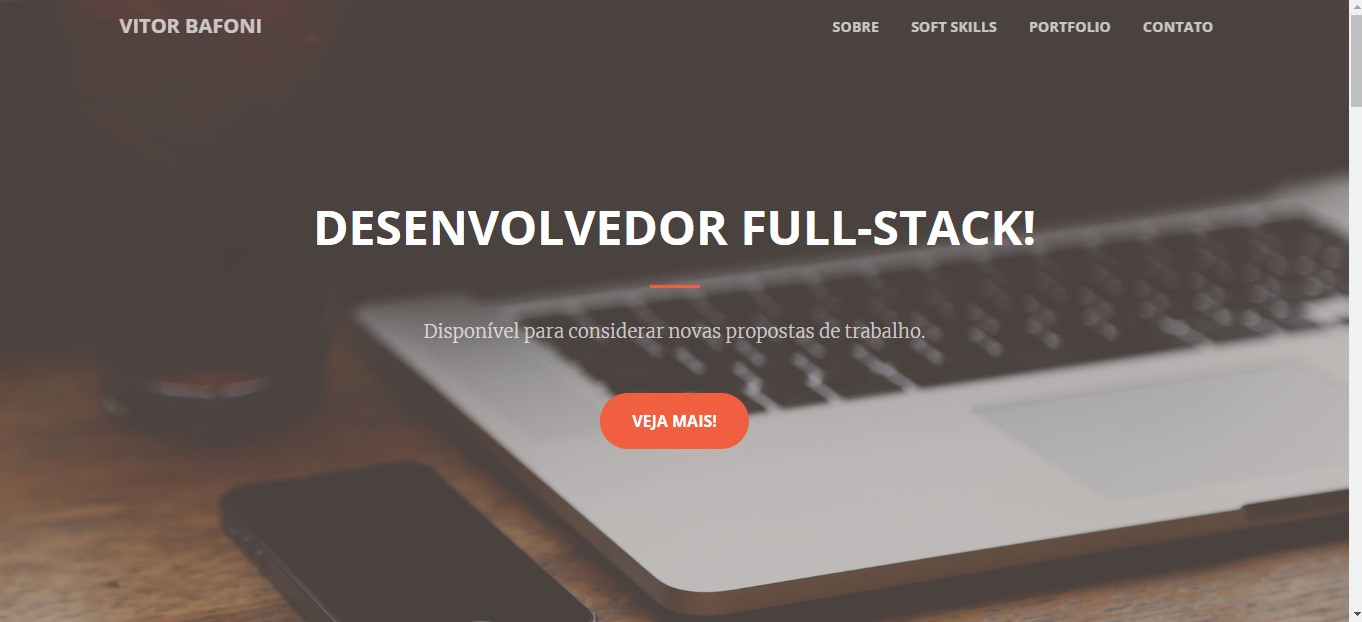 VITOR BAFONI
SOBRE SOFT SKILLS PORTFOLIO CONTATO
DESENVOLVEDOR FULL-STACK!
Disponível para considerar novas propostas de trabalho.
VEJA MAIS!